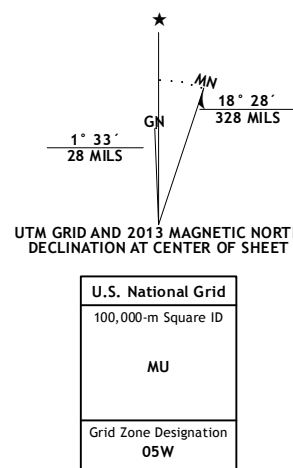 ★
MN
GN
18° 28´
328 MILS
1° 33´
28 MILS
UTM GRID AND 2013 MAGNETIC NORT
DECLINATION AT CENTER OF SHEET
U.S. National Grid
100,000-m Square ID
MU
Grid Zone Designation
05W